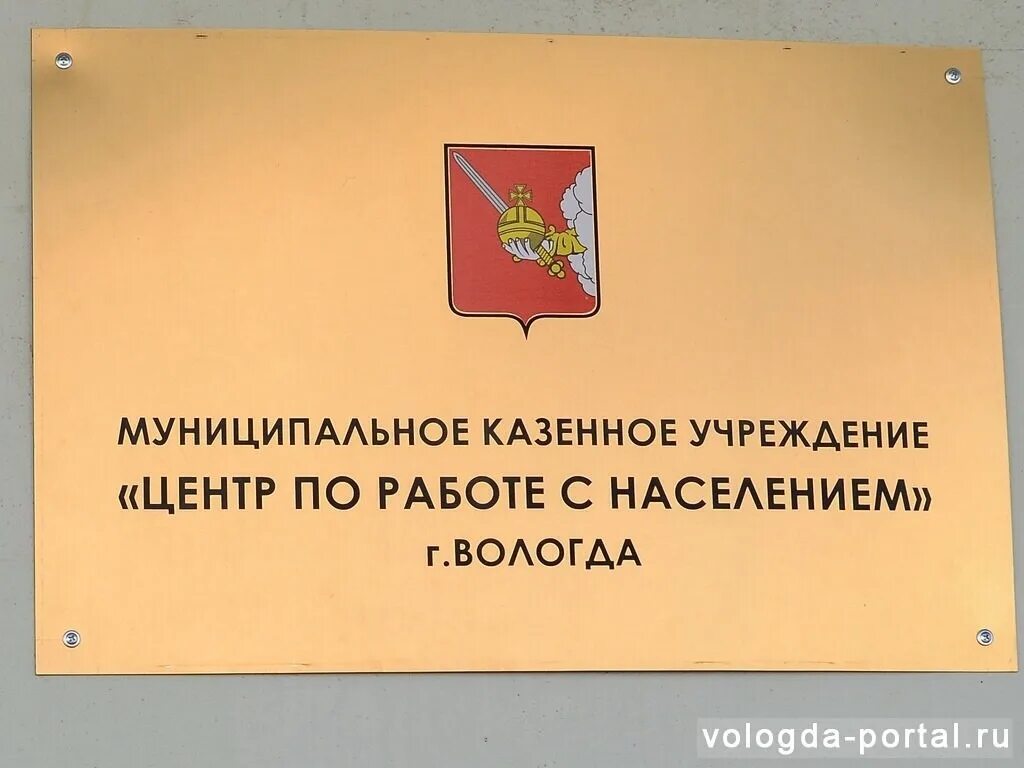 МУНИЦИПАЛЬНОЕ КАЗЕННОЕ УЧРЕЖДЕНИЕ
«ЦЕНТР ПО РАБОТЕ С НАСЕЛЕНИЕМ»
г.ВОЛОГДА
vologda-portal.ru